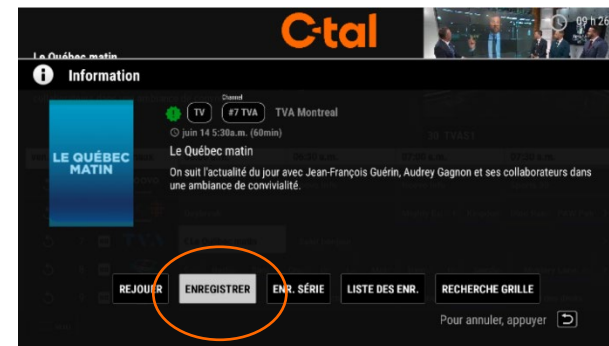 C-tal
09 h 26
Le Québec matin
Information
Channel
TV #7 TVA TVA Montreal
juin 14 5:30a.m. (60min)
LE QUÉBEC
MATIN
Le Québec matin
On suit l'actualité du jour avec Jean-François Guérin, Audrey Gagnon et ses collaborateurs dans
une ambiance de convivialité.
REJOUER ENREGISTRER ENR. SÉRIE LISTE DES ENR. RECHERCHE GRILLE
Pour annuler, appuyer